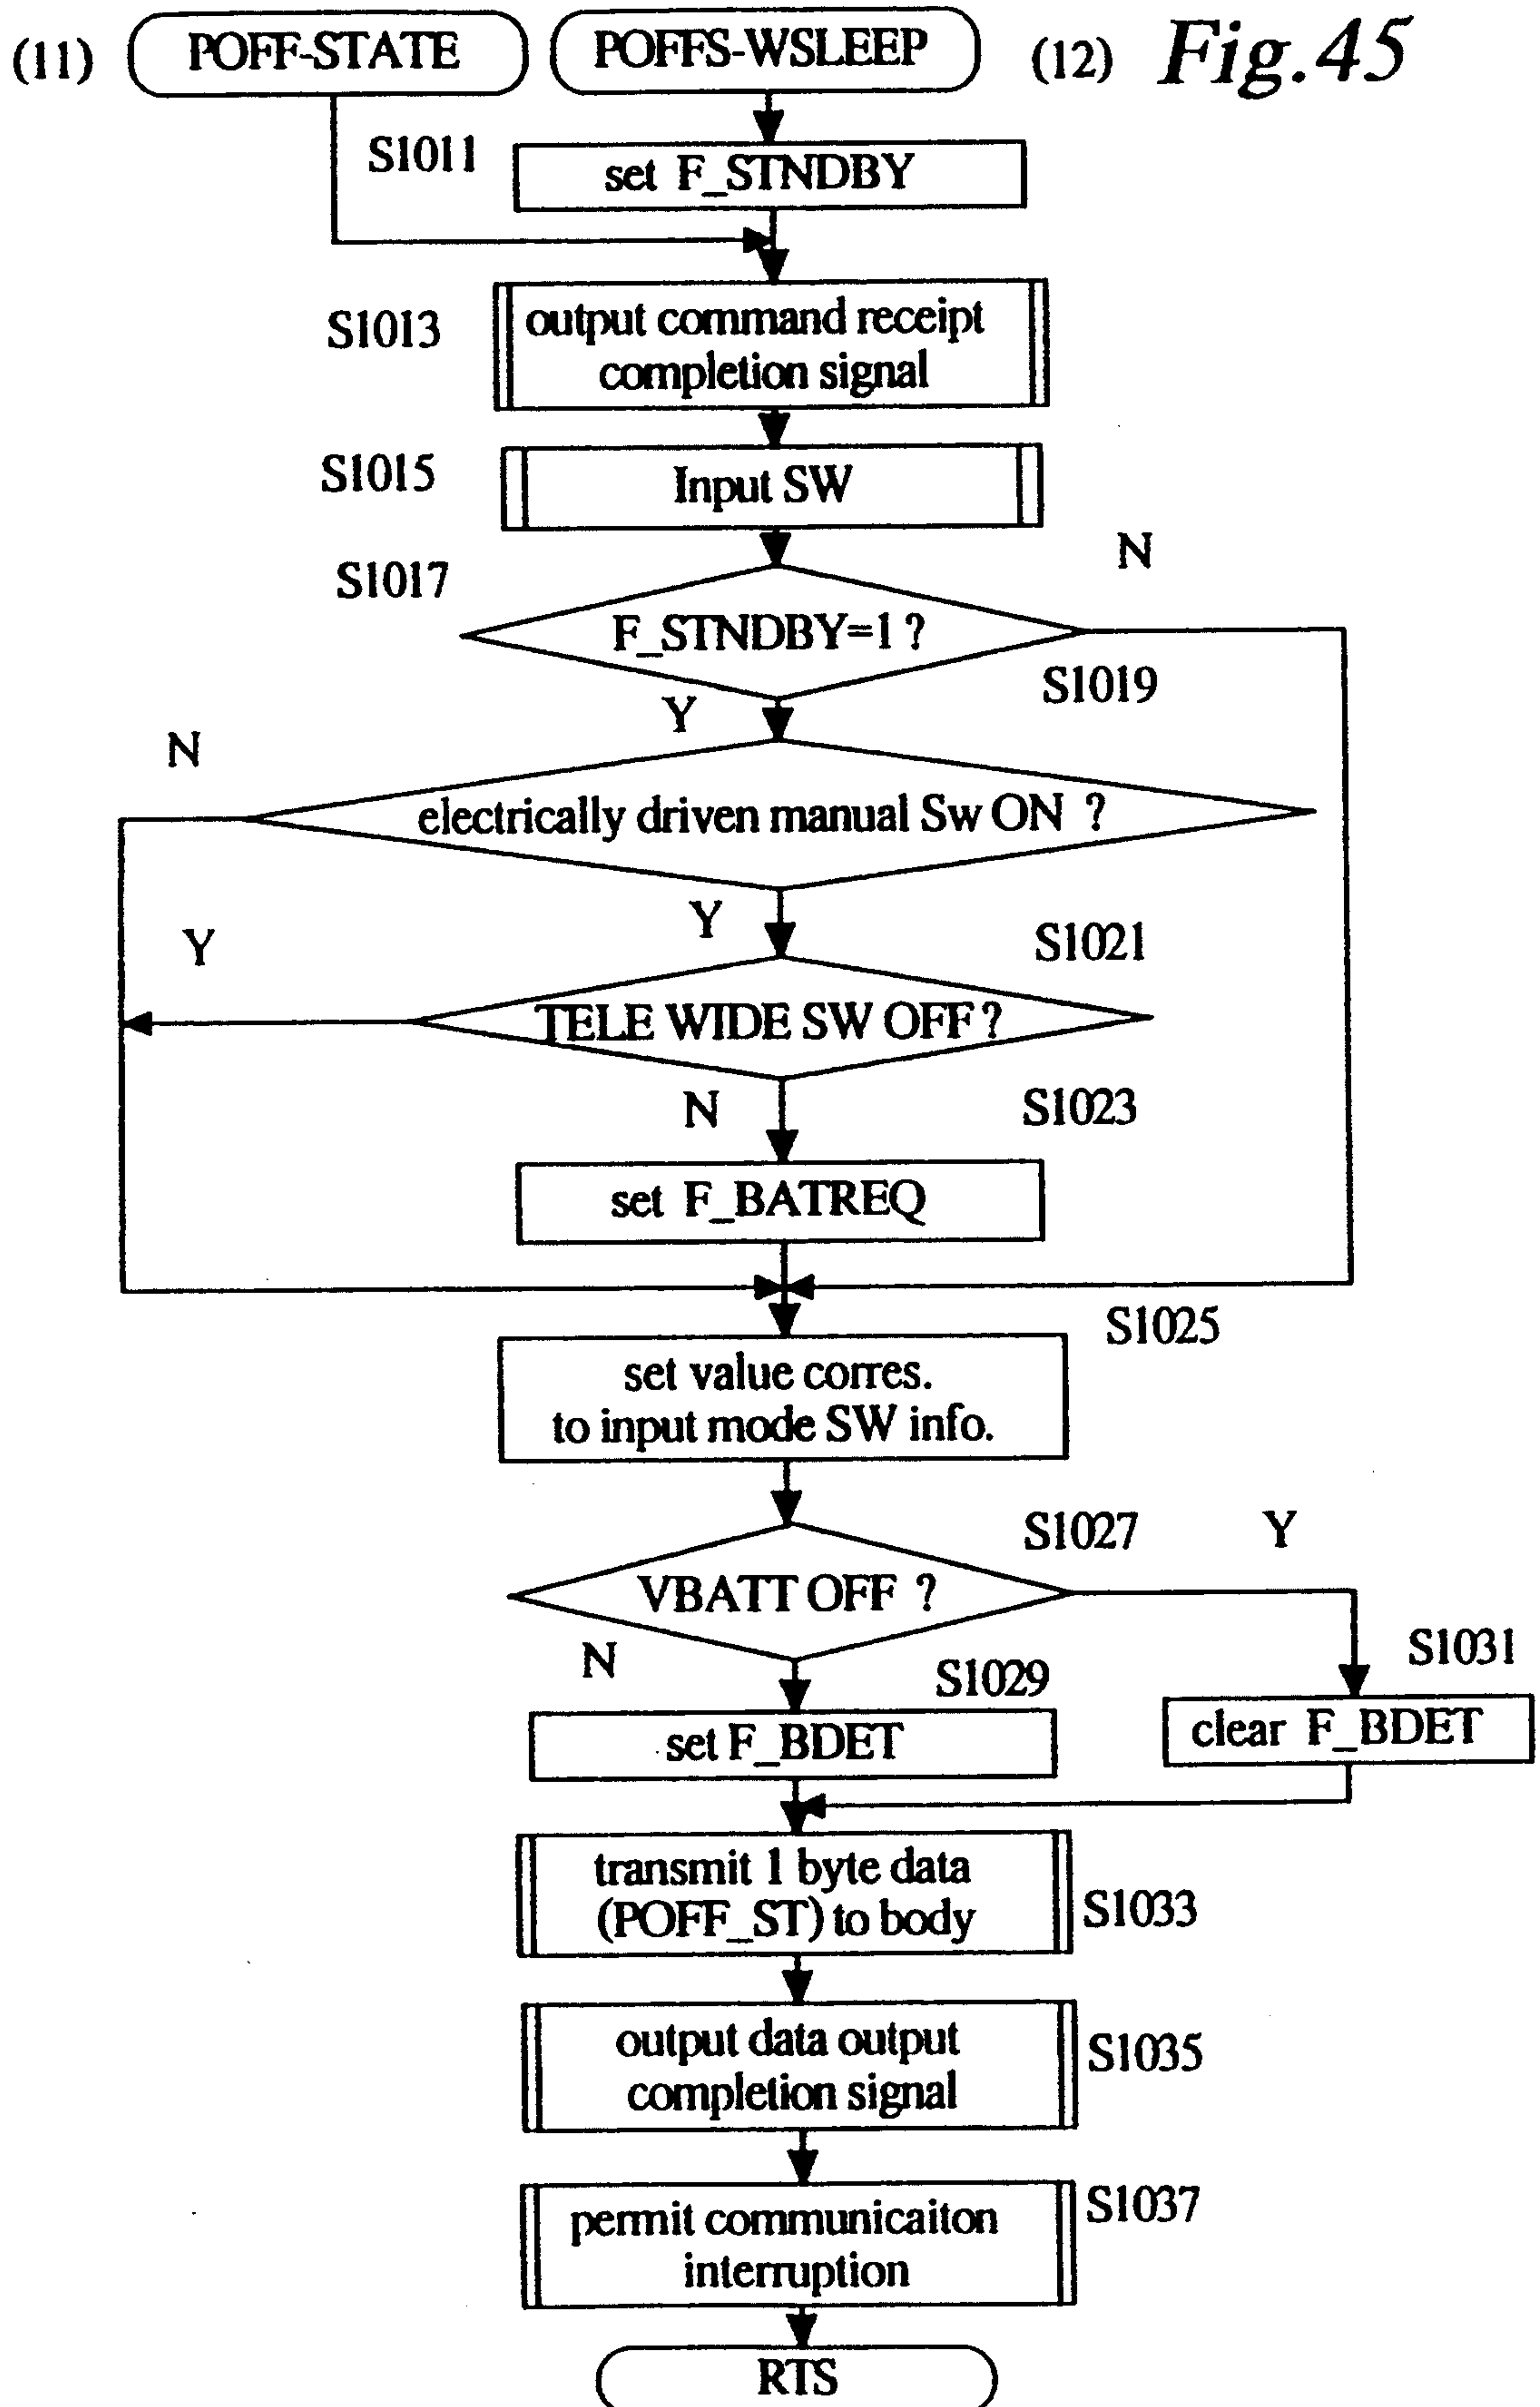 (11) POFF-STATE POFFS-WSLEEP (12) Fig.45
S1011
set F_STNDBY
S1013
output command receipt
completion signal
S1015
Input SW
N
S1017
F_STNDBY=1 ?
S1019
Y
N
electrically driven manual Sw ON ?
Y
S1021
Y
TELE WIDE SW OFF ?
N
S1023
set F_BATREQ
S1025
set value corres.
to input mode SW info.
S1027
Y
VBATT OFF ?
N
S1029
S1031
set F_BDET
clear F_BDET
transmit 1 byte data
(POFF_ST) to body
S1033
output data output
completion signal
S1035
permit communicaiton
interruption
S1037
RTS